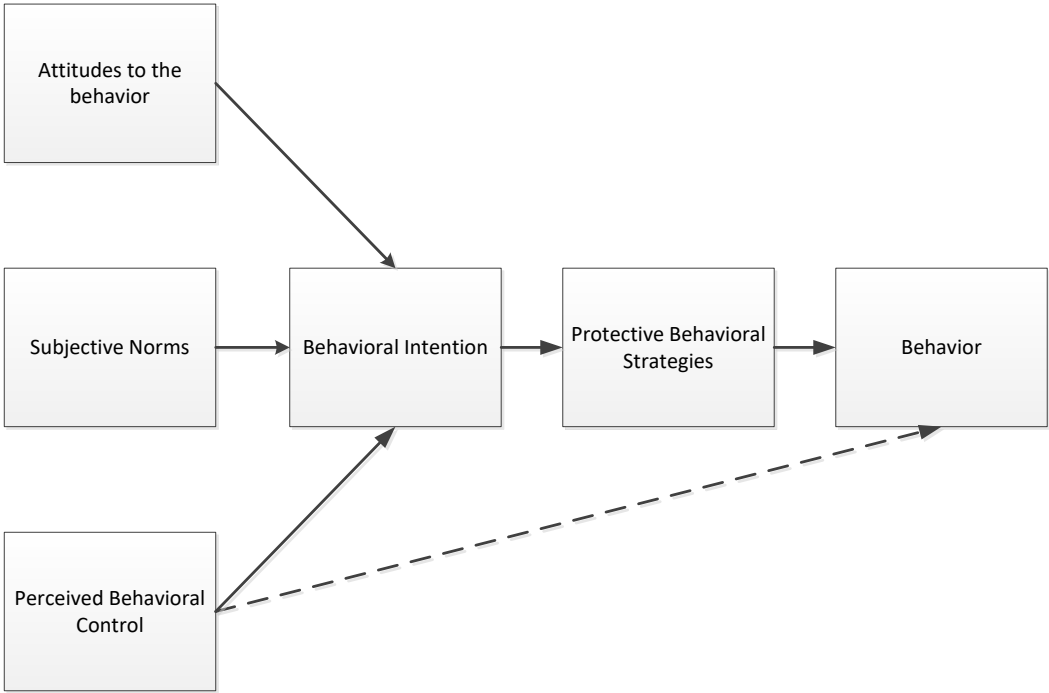 Attitudes to the
behavior
Subjective Norms
Behavioral Intention
Protective Behavioral
Strategies
Behavior
Perceived Behavioral
Control